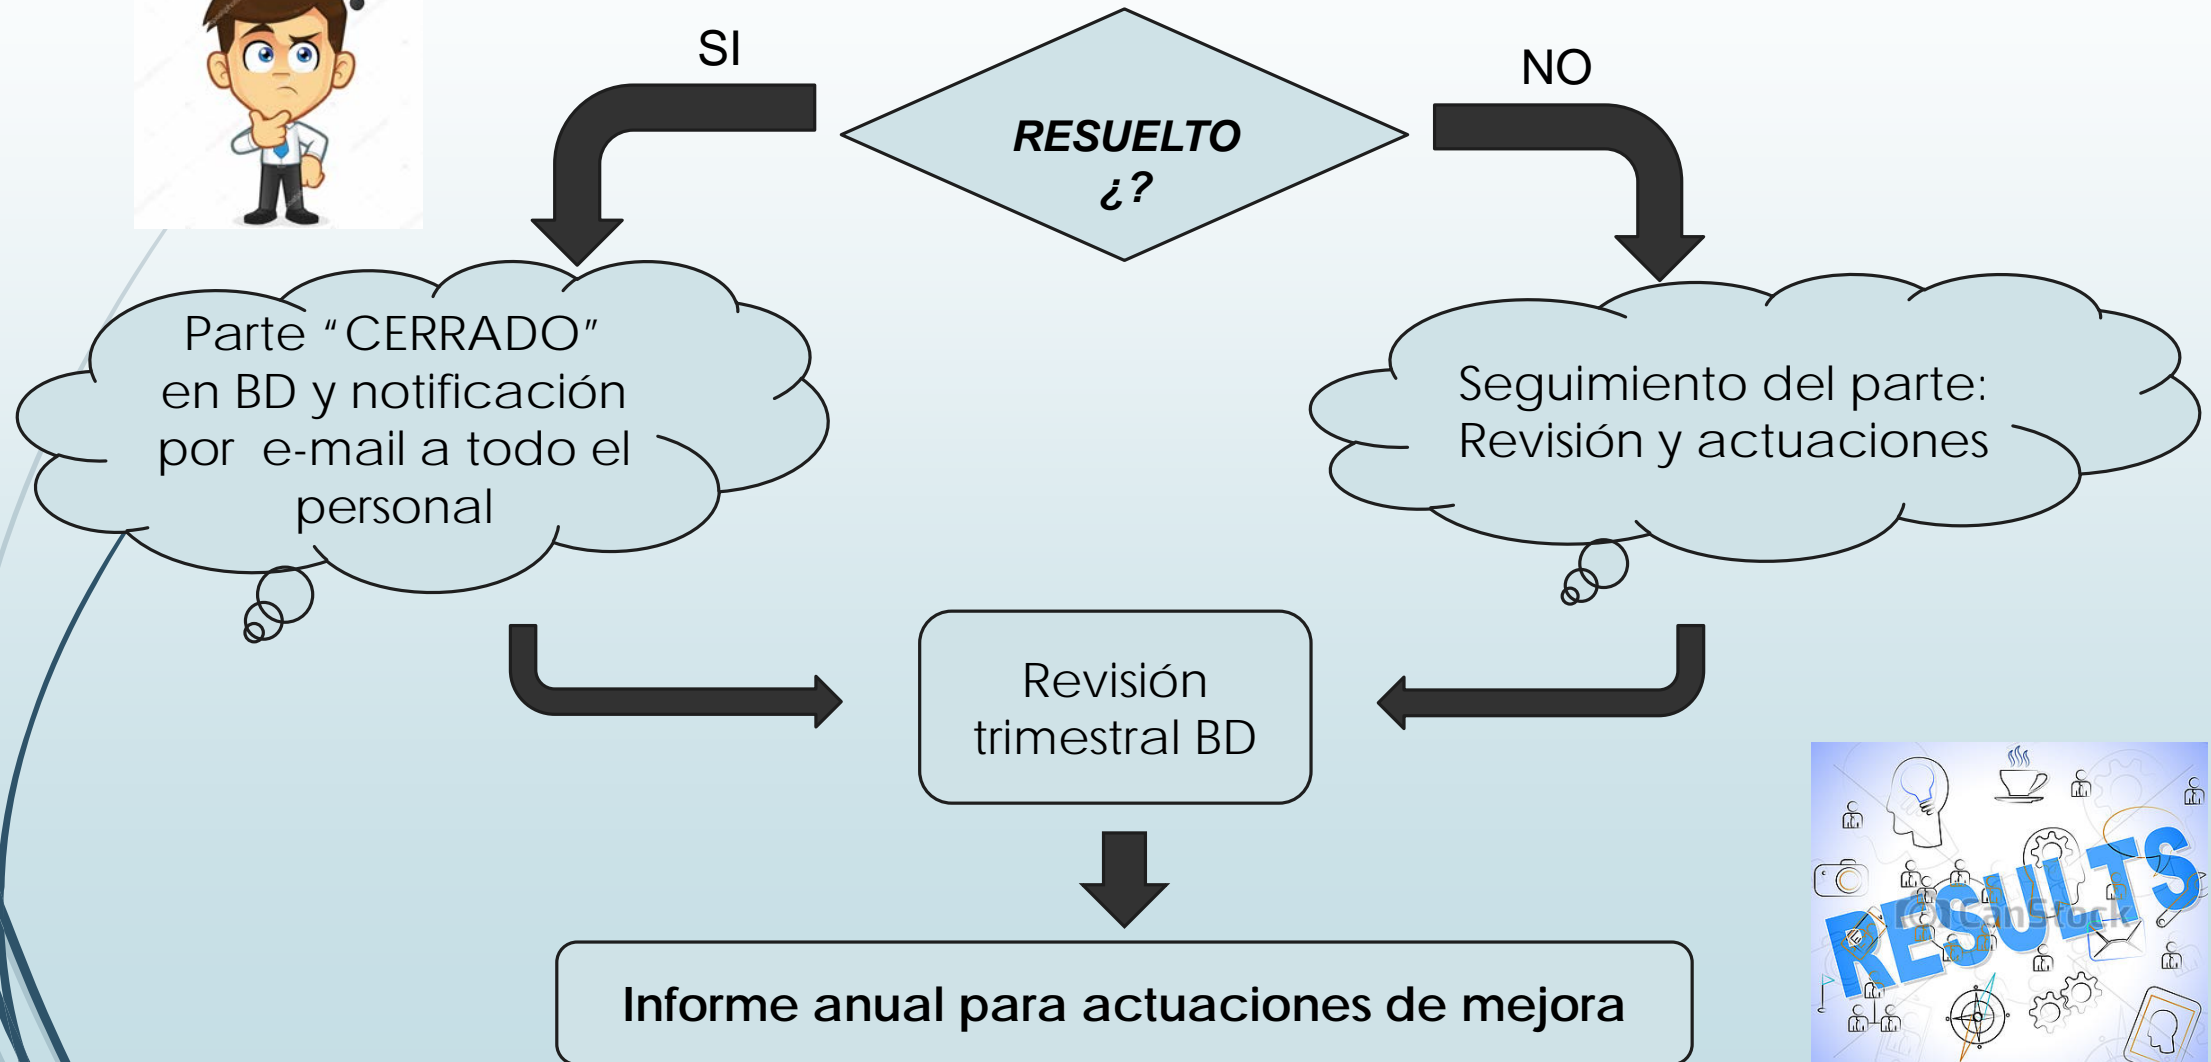 SI
NO
RESUELTO
¿?
Parte “CERRADO”
en BD y notificación
por e-mail a todo el
personal
Seguimiento del parte:
Revisión y actuaciones
Revisión
trimestral BD
Informe anual para actuaciones de mejora
RESULTS
CanStock